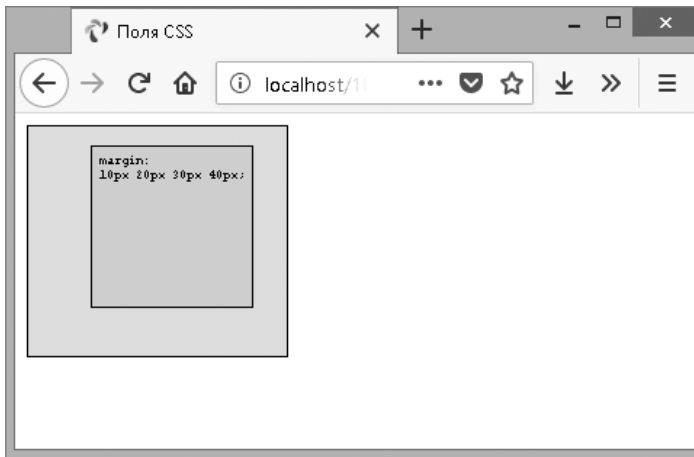 Поля CSS
localhost/1
margin:
10px 20px 30px 40px;